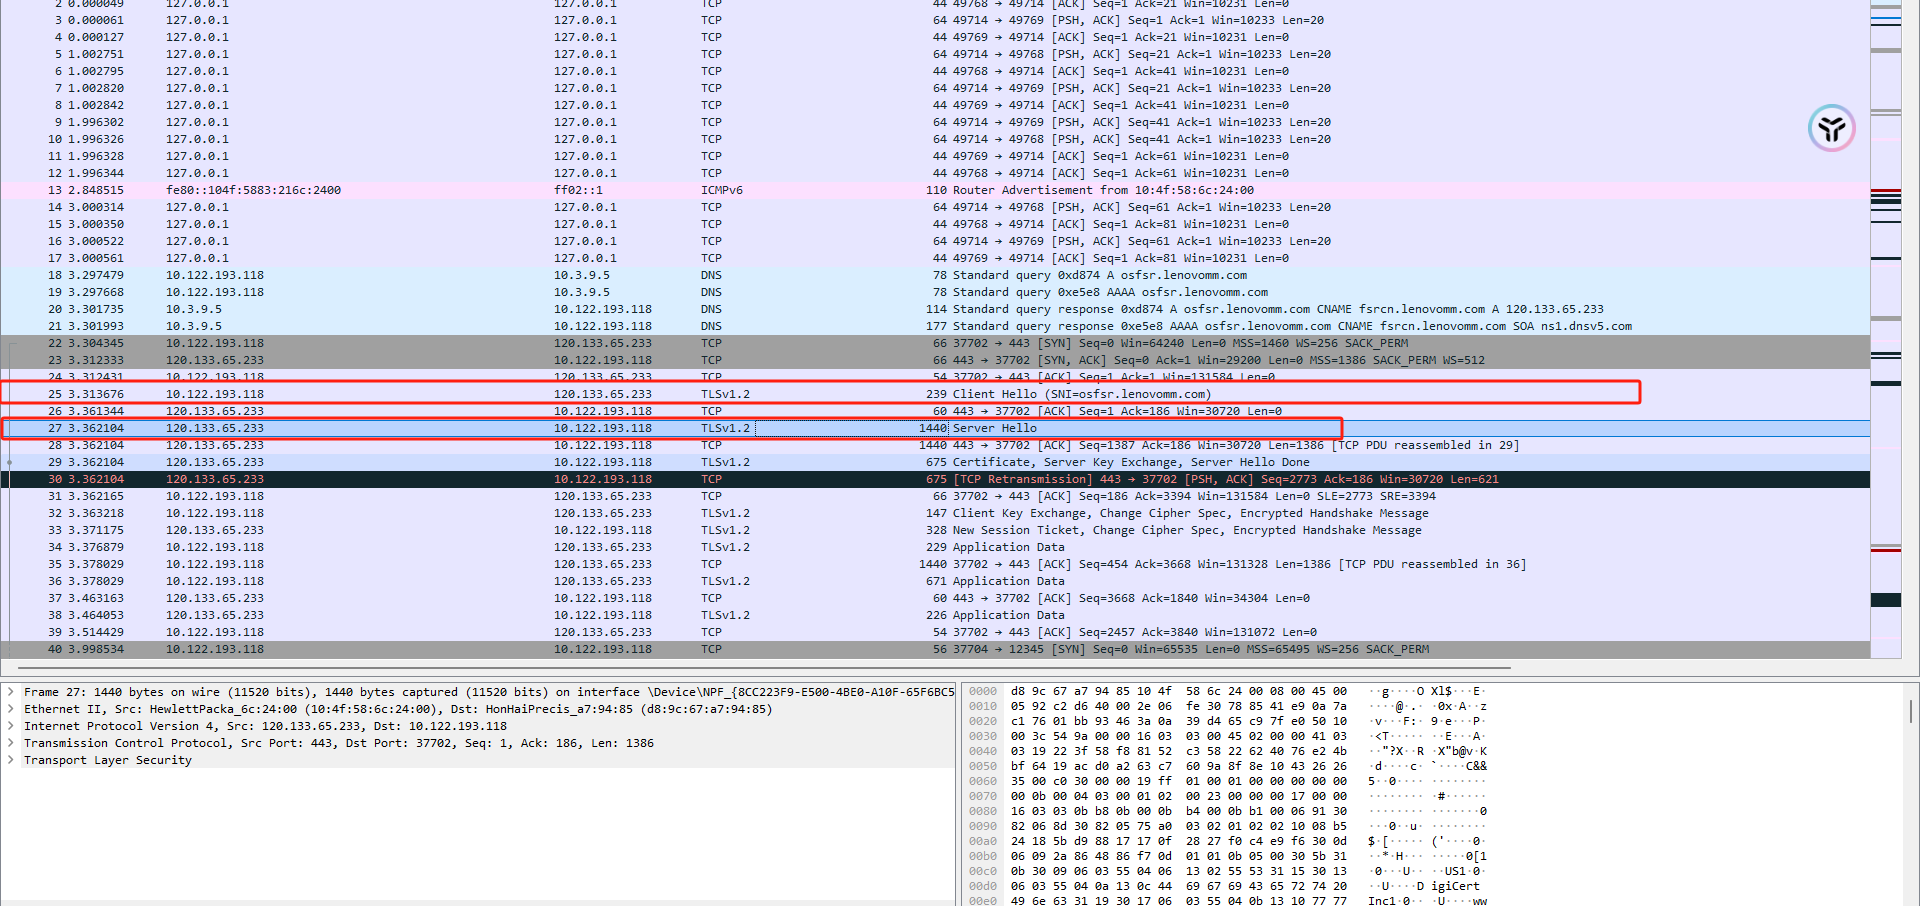 2 0.000049 127.0.0.1 127.0.0.1 TCP 44 49768 → 49714 [ACK] Seq=1 Ack=21 Win=10231 Len=0
3 0.000061 127.0.0.1 127.0.0.1 TCP 64 49714 → 49769 [PSH, ACK] Seq=1 Ack=1 Win=10233 Len=20
4 0.000127 127.0.0.1 127.0.0.1 TCP 44 49769 → 49714 [ACK] Seq=1 Ack=21 Win=10231 Len=0
5 1.002751 127.0.0.1 127.0.0.1 TCP 64 49714 → 49768 [PSH, ACK] Seq=21 Ack=1 Win=10233 Len=20
6 1.002795 127.0.0.1 127.0.0.1 TCP 44 49768 → 49714 [ACK] Seq=1 Ack=41 Win=10231 Len=0
7 1.002820 127.0.0.1 127.0.0.1 TCP 64 49714 → 49769 [PSH, ACK] Seq=21 Ack=1 Win=10233 Len=20
8 1.002842 127.0.0.1 127.0.0.1 TCP 44 49769 → 49714 [ACK] Seq=1 Ack=41 Win=10231 Len=0
9 1.996302 127.0.0.1 127.0.0.1 TCP 64 49714 → 49769 [PSH, ACK] Seq=41 Ack=1 Win=10233 Len=20
10 1.996326 127.0.0.1 127.0.0.1 TCP 64 49714 → 49768 [PSH, ACK] Seq=41 Ack=1 Win=10233 Len=20
11 1.996328 127.0.0.1 127.0.0.1 TCP 44 49769 → 49714 [ACK] Seq=1 Ack=61 Win=10231 Len=0
12 1.996344 127.0.0.1 127.0.0.1 TCP 44 49768 → 49714 [ACK] Seq=1 Ack=61 Win=10231 Len=0
13 2.848515 fe80::104f:5883:216c:2400 ff02::1 ICMPv6 110 Router Advertisement from 10:4f:58:6c:24:00
14 3.000314 127.0.0.1 127.0.0.1 TCP 64 49714 → 49768 [PSH, ACK] Seq=61 Ack=1 Win=10233 Len=20
15 3.000350 127.0.0.1 127.0.0.1 TCP 44 49768 → 49714 [ACK] Seq=1 Ack=81 Win=10231 Len=0
16 3.000522 127.0.0.1 127.0.0.1 TCP 64 49714 → 49769 [PSH, ACK] Seq=61 Ack=1 Win=10233 Len=20
17 3.000561 127.0.0.1 127.0.0.1 TCP 44 49769 → 49714 [ACK] Seq=1 Ack=81 Win=10231 Len=0
18 3.297479 10.122.193.118 10.3.9.5 DNS 78 Standard query 0xd874 A osfsr.lenovomm.com
19 3.297668 10.122.193.118 10.3.9.5 DNS 78 Standard query 0xe5e8 AAAA osfsr.lenovomm.com
20 3.301735 10.3.9.5 10.122.193.118 DNS 114 Standard query response 0xd874 A osfsr.lenovomm.com CNAME fsrcn.lenovomm.com A 120.133.65.233
21 3.301993 10.3.9.5 10.122.193.118 DNS 177 Standard query response 0xe5e8 AAAA osfsr.lenovomm.com CNAME fsrcn.lenovomm.com SOA ns1.dnsv5.com
22 3.304345 10.122.193.118 120.133.65.233 TCP 66 37702 → 443 [SYN] Seq=0 Win=64240 Len=0 MSS=1460 WS=256 SACK_PERM
23 3.312333 120.133.65.233 10.122.193.118 TCP 66 443 → 37702 [SYN, ACK] Seq=0 Ack=1 Win=29200 Len=0 MSS=1386 SACK_PERM WS=512
24 3.312431 10.122.193.118 120.133.65.233 TCP 54 37702 → 443 [ACK] Seq=1 Ack=1 Win=131584 Len=0
25 3.313676 10.122.193.118 120.133.65.233 TLSv1.2 239 Client Hello (SNI=osfsr.lenovomm.com)
26 3.361344 120.133.65.233 10.122.193.118 TCP 60 443 → 37702 [ACK] Seq=1 Ack=186 Win=30720 Len=0
27 3.362104 120.133.65.233 10.122.193.118 TLSv1.2 1440 Server Hello
28 3.362104 120.133.65.233 10.122.193.118 TCP 1440 443 → 37702 [ACK] Seq=1387 Ack=186 Win=30720 Len=1386 [TCP PDU reassembled in 29]
29 3.362104 120.133.65.233 10.122.193.118 TLSv1.2 675 Certificate, Server Key Exchange, Server Hello Done
30 3.362104 120.133.65.233 10.122.193.118 TCP 675 [TCP Retransmission] 443 → 37702 [PSH, ACK] Seq=2773 Ack=186 Win=30720 Len=621
31 3.362165 10.122.193.118 120.133.65.233 TCP 66 37702 → 443 [ACK] Seq=186 Ack=3394 Win=131584 Len=0 SLE=2773 SRE=3394
32 3.363218 10.122.193.118 120.133.65.233 TLSv1.2 147 Client Key Exchange, Change Cipher Spec, Encrypted Handshake Message
33 3.371175 120.133.65.233 10.122.193.118 TLSv1.2 328 New Session Ticket, Change Cipher Spec, Encrypted Handshake Message
34 3.376879 10.122.193.118 120.133.65.233 TLSv1.2 229 Application Data
35 3.378029 10.122.193.118 120.133.65.233 TCP 1440 37702 → 443 [ACK] Seq=454 Ack=3668 Win=131328 Len=1386 [TCP PDU reassembled in 36]
36 3.378029 10.122.193.118 120.133.65.233 TLSv1.2 671 Application Data
37 3.463163 120.133.65.233 10.122.193.118 TCP 60 443 → 37702 [ACK] Seq=3668 Ack=1840 Win=34304 Len=0
38 3.464053 120.133.65.233 10.122.193.118 TLSv1.2 226 Application Data
39 3.514429 10.122.193.118 120.133.65.233 TCP 54 37702 → 443 [ACK] Seq=2457 Ack=3840 Win=131072 Len=0
40 3.998534 10.122.193.118 10.122.193.118 TCP 56 37704 → 12345 [SYN] Seq=0 Win=65535 Len=0 MSS=65495 WS=256 SACK_PERM
Frame 27: 1440 bytes on wire (11520 bits), 1440 bytes captured (11520 bits) on interface \Device\NPF_{8CC223F9-E500-4BE0-A10F-65F6BC5
Ethernet II, Src: HewlettPacka_6c:24:00 (10:4f:58:6c:24:00), Dst: HonHaiPrecis_a7:94:85 (d8:9c:67:a7:94:85)
Internet Protocol Version 4, Src: 120.133.65.233, Dst: 10.122.193.118
Transmission Control Protocol, Src Port: 443, Dst Port: 37702, Seq: 1, Ack: 186, Len: 1386
Transport Layer Security
0000 d8 9c 67 a7 94 85 10 4f 58 6c 24 00 08 00 45 00 ··g····O Xl$···E·
0010 05 92 c2 d6 40 00 2e 06 fe 30 78 85 41 e9 0a 7a ····@·.· ·0x·A··z
0020 c1 76 01 bb 93 46 3a 0a 39 d4 65 c9 7f e0 50 10 ·v···F:· 9·e···P·
0030 00 3c 54 9a 00 00 16 03 03 00 45 02 00 00 41 03 ·<T····· ··E···A·
0040 03 19 22 3f 58 f8 81 52 c3 58 22 62 40 76 e2 4b ··"?X··R ·X"b@v·K
0050 bf 64 19 ac d0 a2 63 c7 60 9a 8f 8e 10 43 26 26 ·d····c· `····C&&
0060 35 00 c0 30 00 00 19 ff 01 00 01 00 00 00 00 00 5··0···· ········
0070 00 0b 00 04 03 00 01 02 00 23 00 00 00 17 00 00 ········ ·#······
0080 16 03 03 0b b8 0b 00 0b b4 00 0b b1 00 06 91 30 ········ ·······0
0090 82 06 8d 30 82 05 75 a0 03 02 01 02 02 10 08 b5 ···0··u· ········
00a0 24 18 5b d9 88 17 17 0f 28 27 f0 c4 e9 f6 30 0d $·[····· ('····0·
00b0 06 09 2a 86 48 86 f7 0d 01 01 0b 05 00 30 5b 31 ··*·H··· ·····0[1
00c0 0b 30 09 06 03 55 04 06 13 02 55 53 31 15 30 13 ·0···U·· ··US1·0·
00d0 06 03 55 04 0a 13 0c 44 69 67 69 43 65 72 74 20 ··U····D igiCert
00e0 49 6e 63 31 19 30 17 06 03 55 04 0b 13 10 77 77 Inc1·0·· ·U····ww